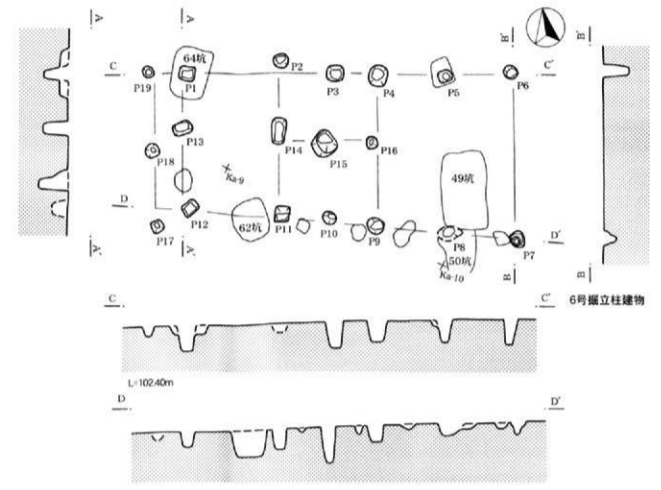 A A B'
64坑
C C'
P19 P1 P2 P3 P4 P5 P6
P13
P14 P15 P16
P18
Ka-9
49坑
D
P12
62坑
P11 P10 P9 P8
P17
P7
D'
50坑
Ka-10
A' A' B
A' A' B' B
6号掘立柱建物
C C'
L=102.40m
D D'